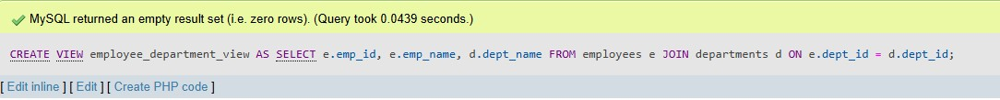 MySQL returned an empty result set (i.e. zero rows). (Query took 0.0439 seconds.)
CREATE VIEW employee_department_view AS SELECT e.emp_id, e.emp_name, d.dept_name FROM employees e JOIN departments d ON e.dept_id = d.dept_id;
[ Edit inline ] [ Edit ] [ Create PHP code ]